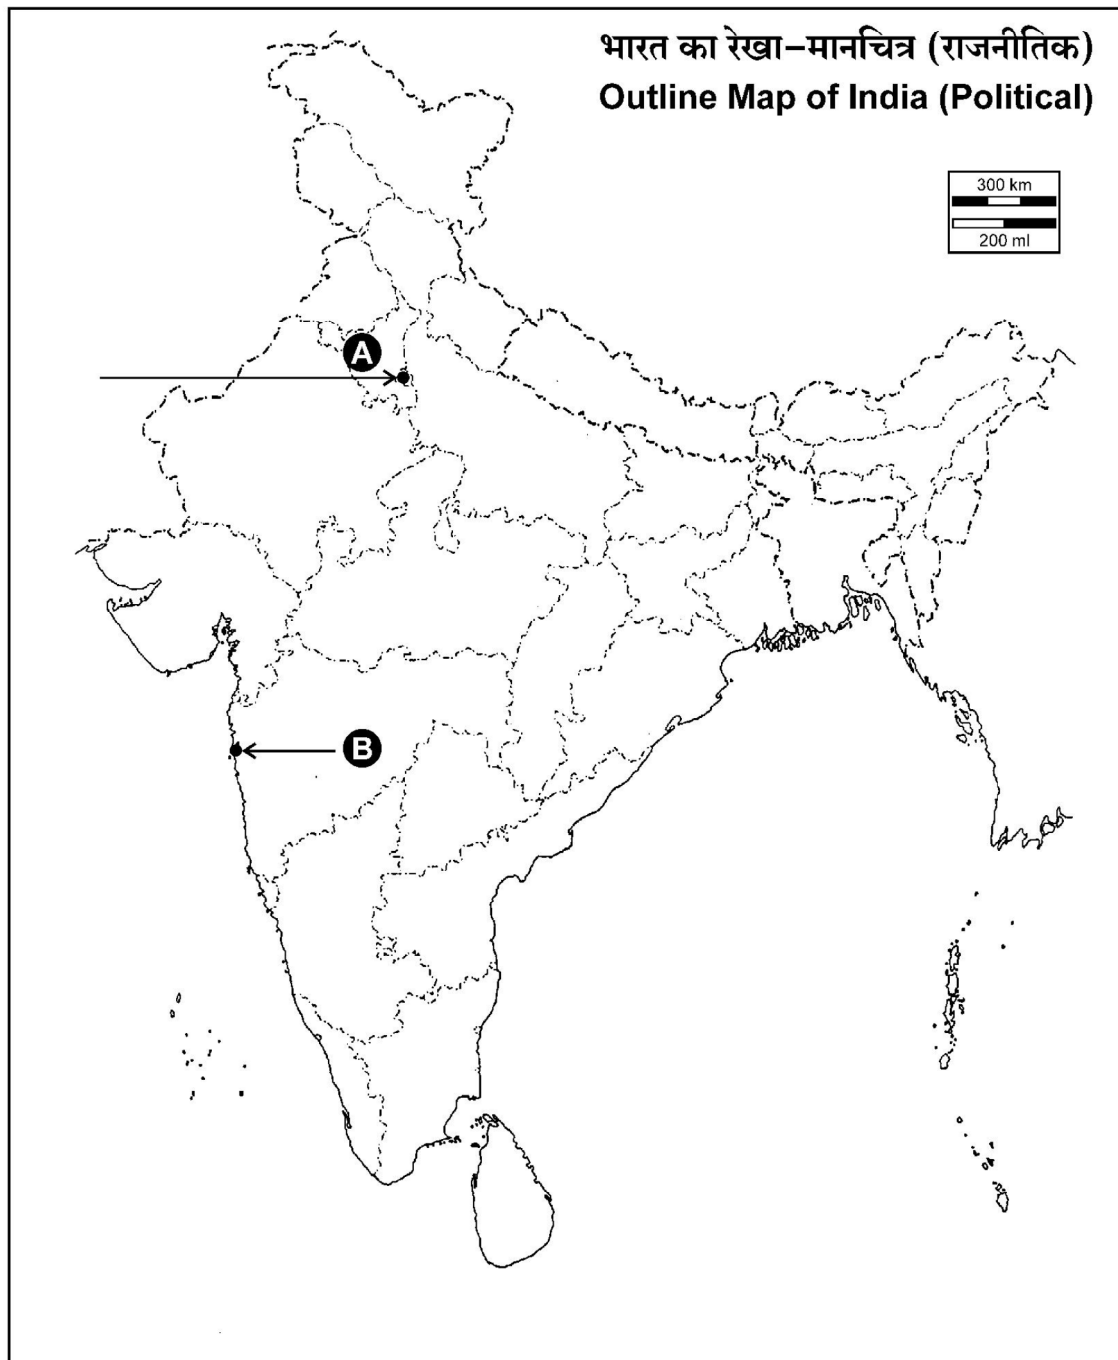 भारत का रेखा–मानचित्र (राजनीतिक)
Outline Map of India (Political)
300 km
200 ml
A
B